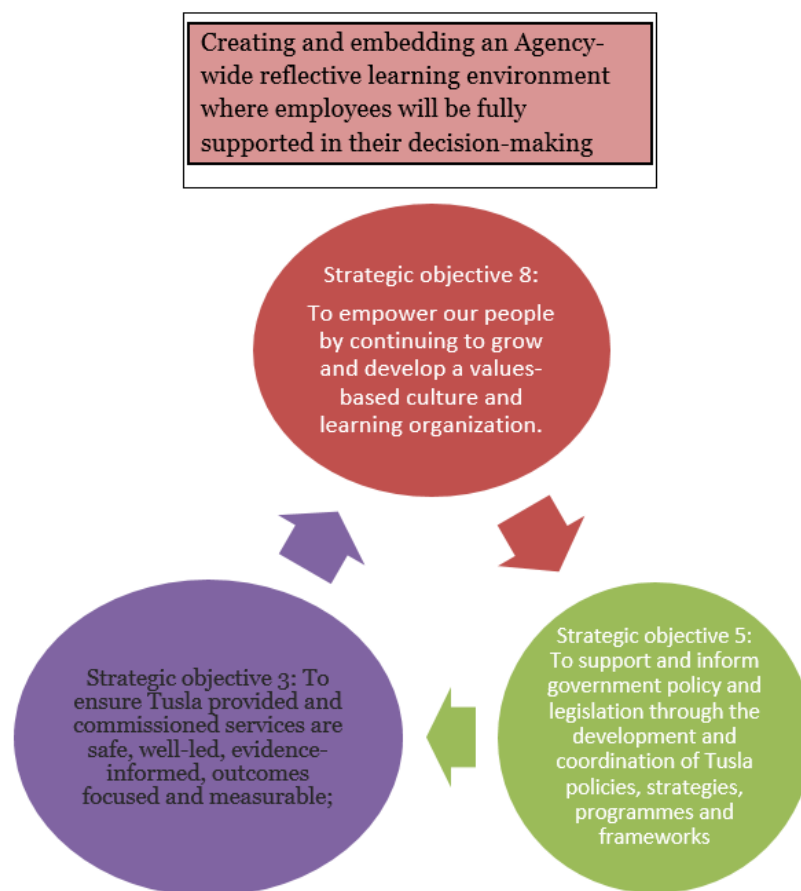 Creating and embedding an Agency-
wide reflective learning environment
where employees will be fully
supported in their decision-making
Strategic objective 8:
To empower our people
by continuing to grow
and develop a values-
based culture and
learning organization.
Strategic objective 5:
To support and inform
government policy and
legislation through the
development and
coordination of Tusla
policies, strategies,
programmes and
frameworks
Strategic objective 3: To
ensure Tusla provided and
commissioned services are
safe, well-led, evidence-
informed, outcomes
focused and measurable;